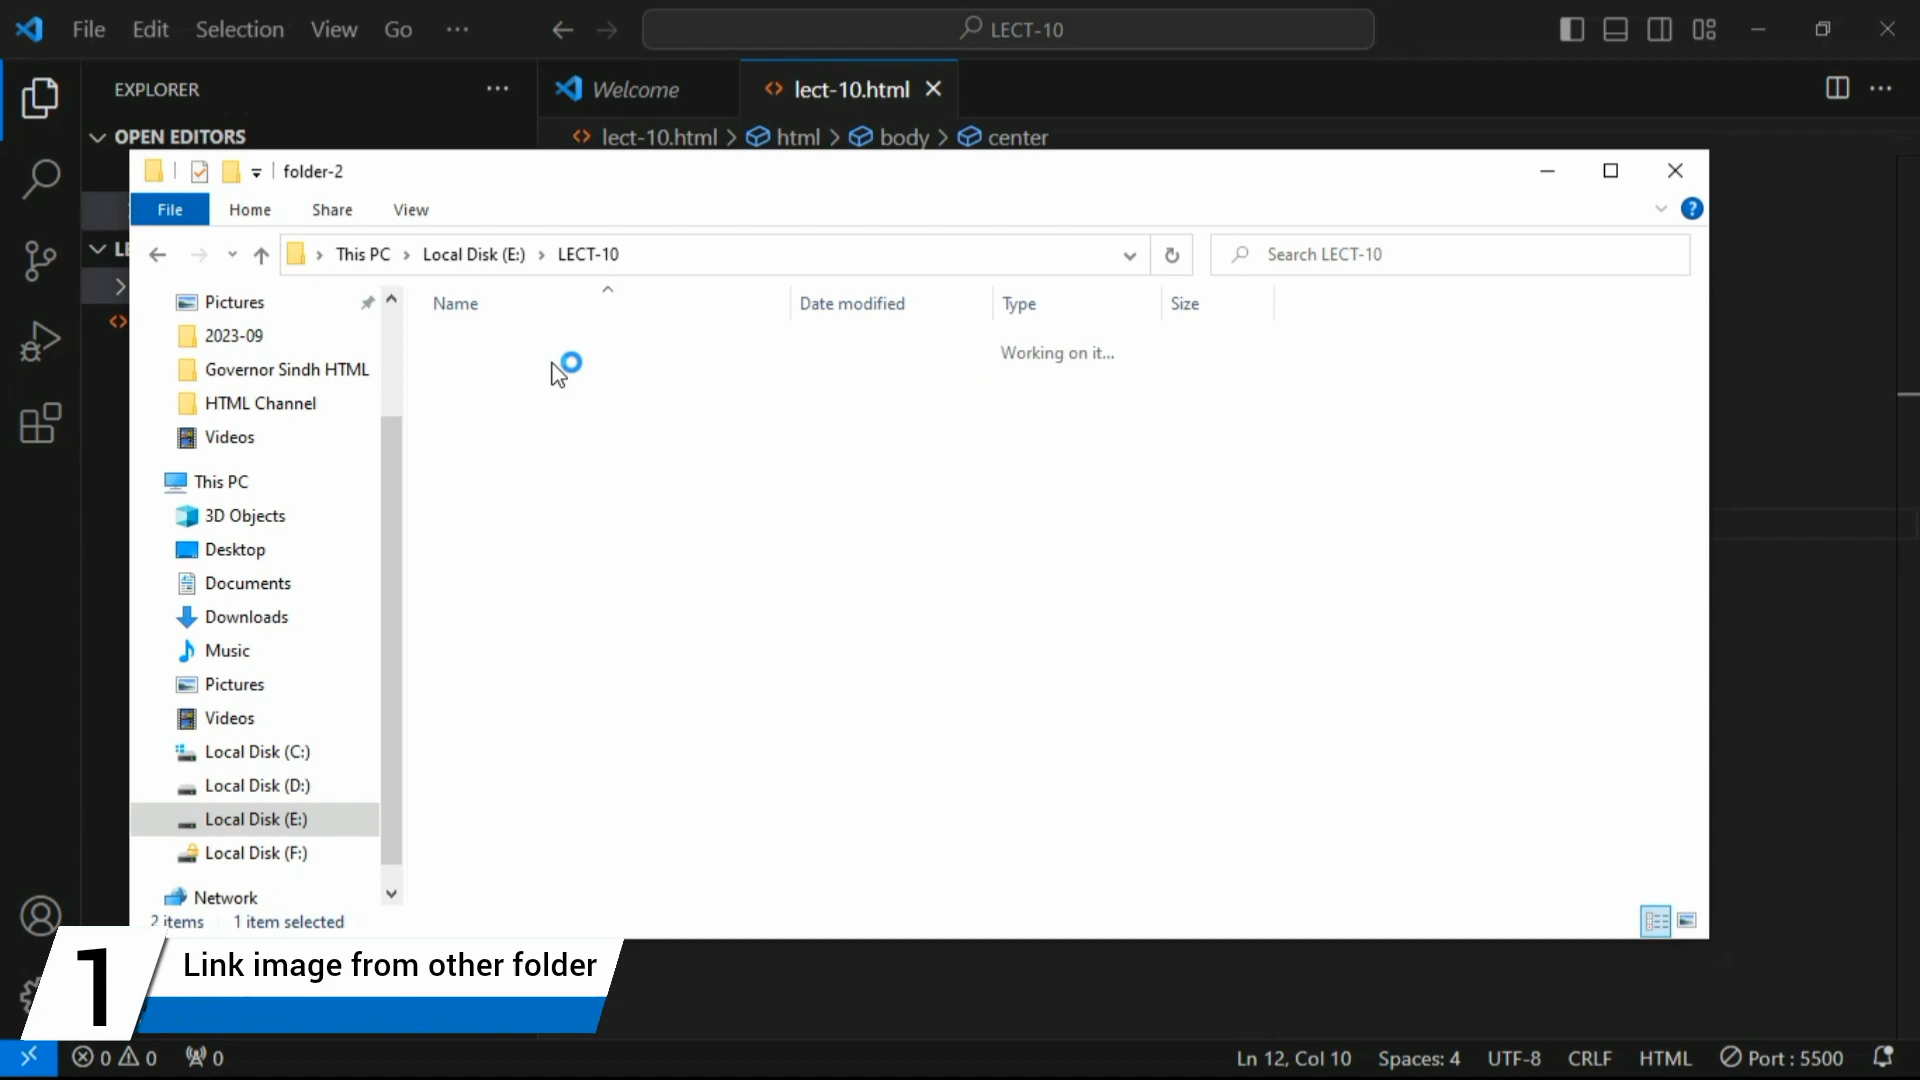 File Edit Selection View Go ···
LECT-10
EXPLORER
Welcome
lect-10.html
OPEN EDITORS
lect-10.html > html > body > center
folder-2
File Home Share View
This PC > Local Disk (E:) > LECT-10
Search LECT-10
Name Date modified Type Size
Working on it...
Pictures
2023-09
Governor Sindh HTML
HTML Channel
Videos
This PC
3D Objects
Desktop
Documents
Downloads
Music
Pictures
Videos
Local Disk (C:)
Local Disk (D:)
Local Disk (E:)
Local Disk (F:)
Network
2 items 1 item selected
1
Link image from other folder
0 0 0
Ln 12, Col 10 Spaces: 4 UTF-8 CRLF HTML Port : 5500